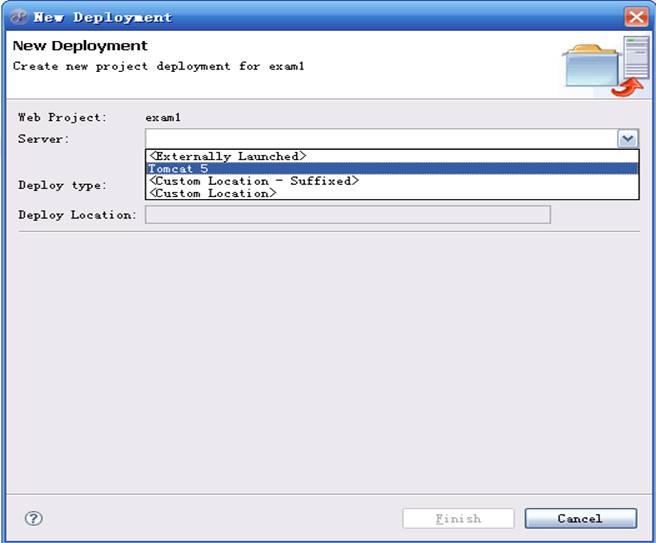 New Deployment
New Deployment
Create new project deployment for exam1
Web Project: exam1
Server:
<Externally Launched>
Tomcat 5
Deploy type: <Custom Location - Suffixed>
<Custom Location>
Deploy Location:
? Finish Cancel